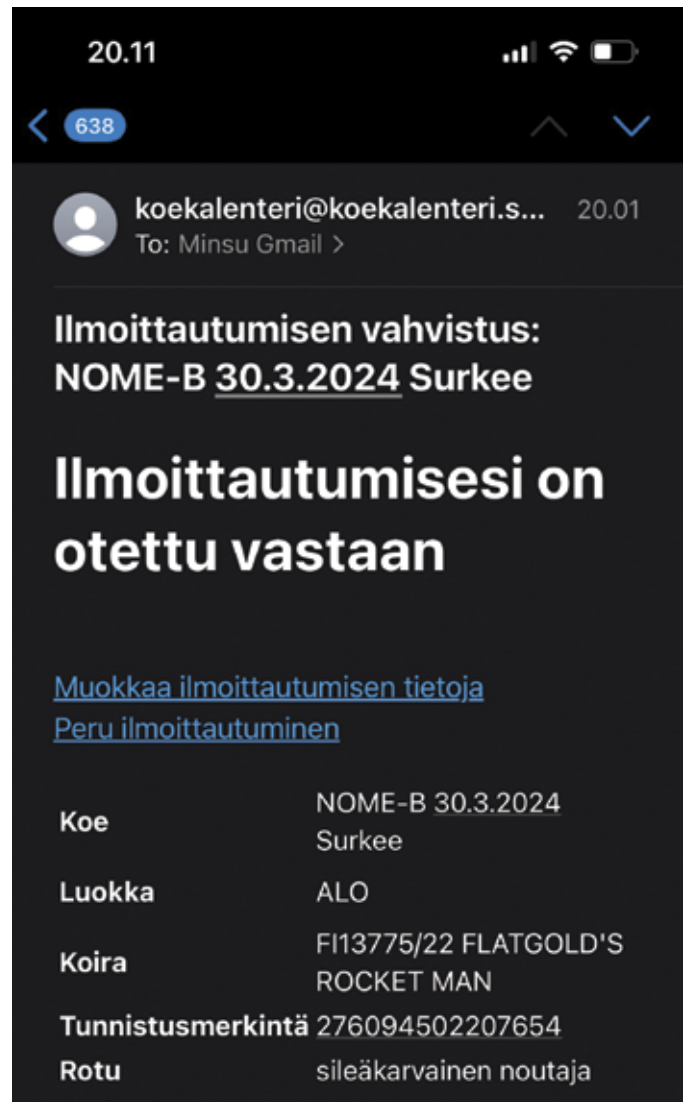 20.11
638
koekalenteri@koekalenteri.s... 20.01
To: Minsu Gmail >
Ilmoittautumisen vahvistus:
NOME-B 30.3.2024 Surkee
Ilmoittautumisesi on
otettu vastaan
Muokkaa ilmoittautumisen tietoja
Peru ilmoittautuminen
Koe NOME-B 30.3.2024
Surkee
Luokka ALO
Koira FI13775/22 FLATGOLD'S
ROCKET MAN
Tunnistusmerkintä 276094502207654
Rotu sileäkarvainen noutaja